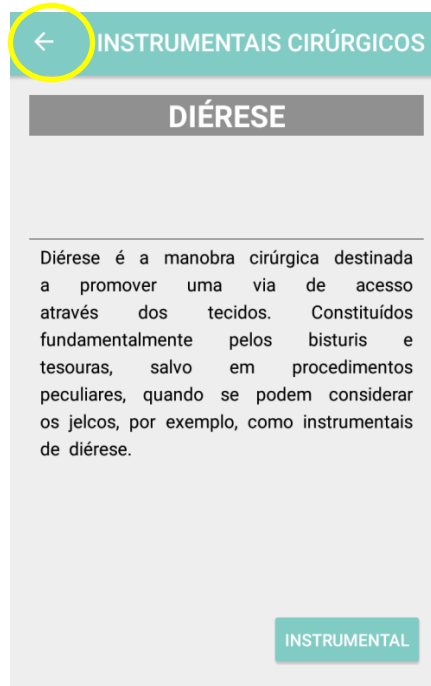 INSTRUMENTAIS CIRÚRGICOS
DIÉRESE
Diérese é a manobra cirúrgica destinada
a promover uma via de acesso
através dos tecidos. Constituídos
fundamentalmente pelos bisturis e
tesouras, salvo em procedimentos
peculiares, quando se podem considerar
os jelcos, por exemplo, como instrumentais
de diérese.
INSTRUMENTAL